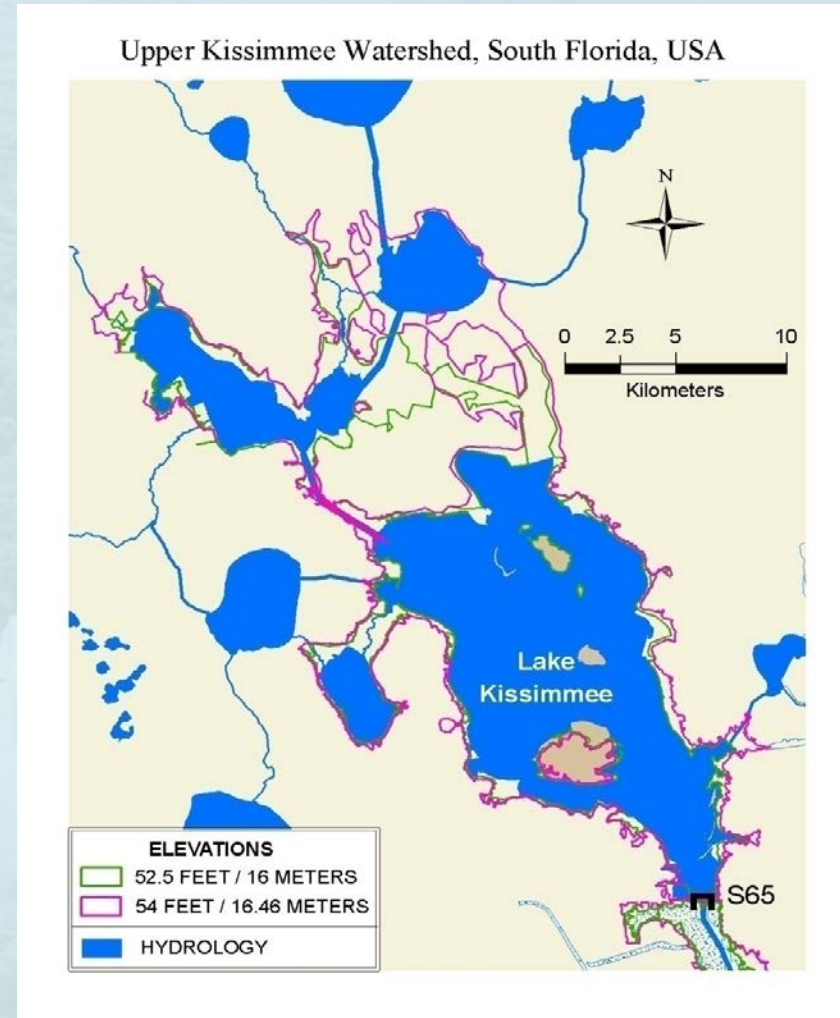 Upper Kissimmee Watershed, South Florida, USA
N
0 2.5 5 10
Kilometers
Lake
Kissimmee
S65
ELEVATIONS
52.5 FEET / 16 METERS
54 FEET / 16.46 METERS
HYDROLOGY